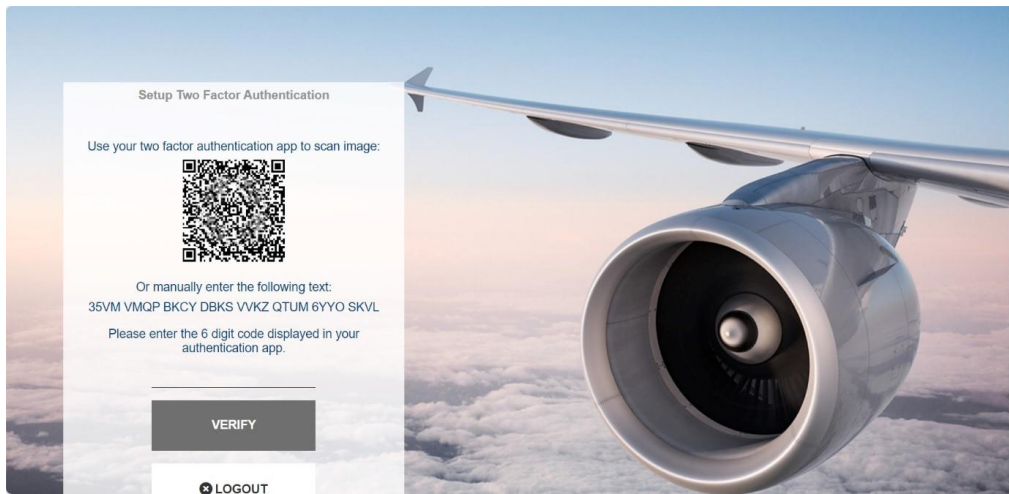 Setup Two Factor Authentication
Use your two factor authentication app to scan image:
Or manually enter the following text:
35VM VMQP BKCY DBKS VVKZ QTUM 6YYO SKVL
Please enter the 6 digit code displayed in your
authentication app.
VERIFY
LOGOUT